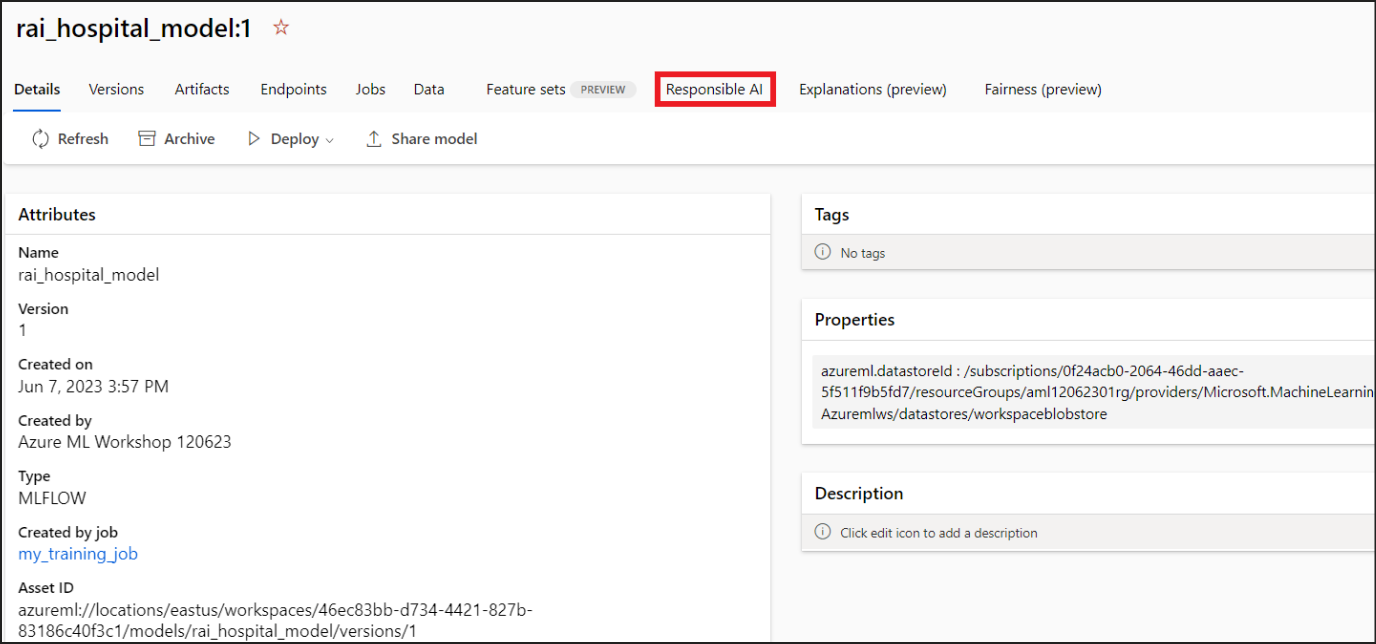 rai_hospital_model:1
Details Versions Artifacts Endpoints Jobs Data Feature sets PREVIEW Responsible AI Explanations (preview) Fairness (preview)
Refresh Archive Deploy Share model
Attributes
Name
rai_hospital_model
Version
1
Created on
Jun 7, 2023 3:57 PM
Created by
Azure ML Workshop 120623
Type
MLFLOW
Created by job
my_training_job
Asset ID
azureml://locations/eastus/workspaces/46ec83bb-d734-4421-827b-
83186c40f3c1/models/rai_hospital_model/versions/1
Tags
No tags
Properties
azureml.datastoreId : /subscriptions/0f24acb0-2064-46dd-aaec-
5f511f9b5fd7/resourceGroups/aml12062301rg/providers/Microsoft.MachineLearnin
Azuremlws/datastores/workspaceblobstore
Description
Click edit icon to add a description